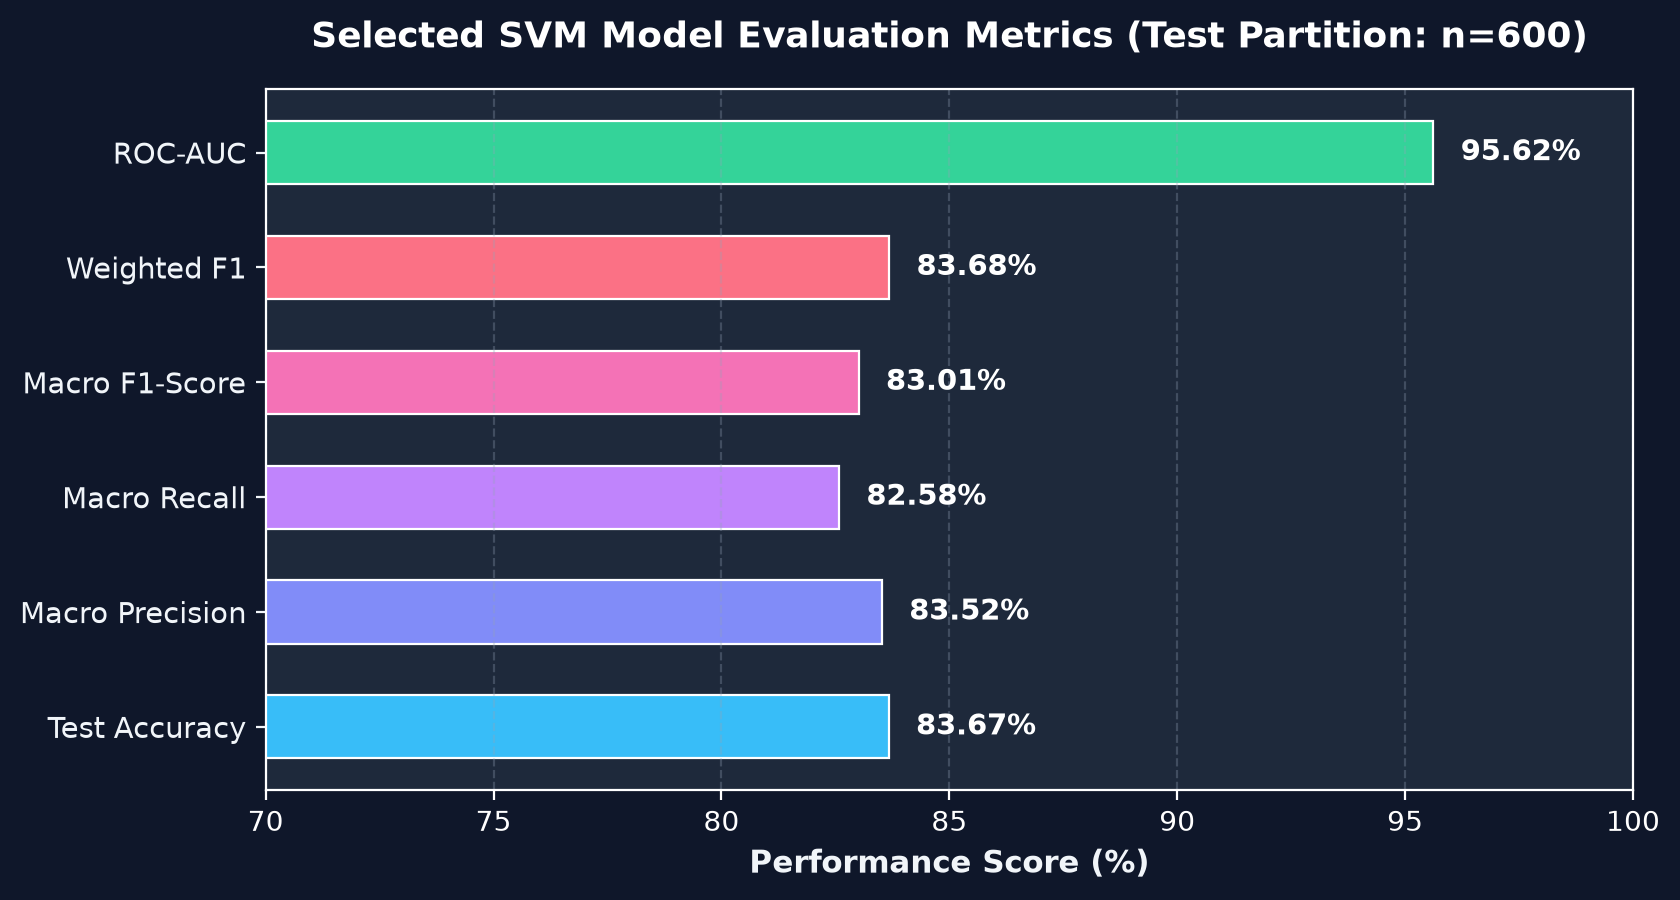 Selected SVM Model Evaluation Metrics (Test Partition: n=600)
ROC-AUC 95.62%
Weighted F1 83.68%
Macro F1-Score 83.01%
Macro Recall 82.58%
Macro Precision 83.52%
Test Accuracy 83.67%
70 75 80 85 90 95 100
Performance Score (%)